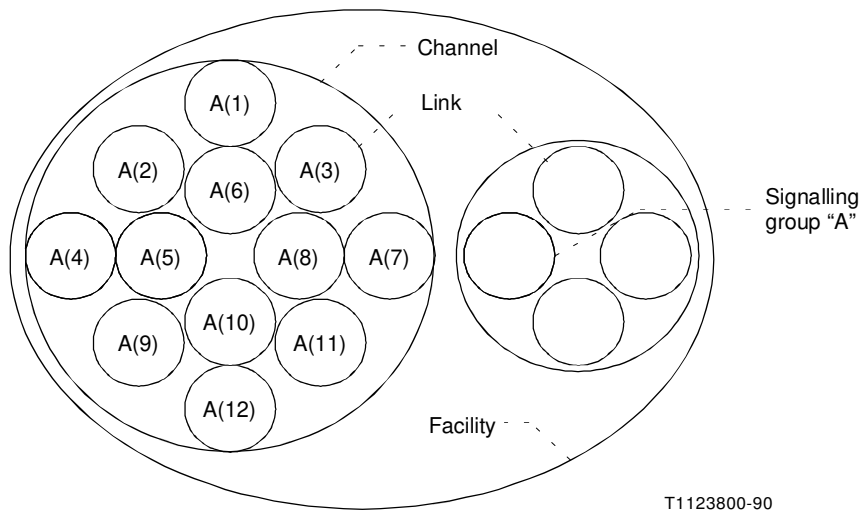 Channel
A(1)
Link
A(2)
A(3)
A(6)
Signalling
group “A”
A(4)
A(5)
A(8)
A(7)
A(10)
A(9)
A(11)
A(12)
Facility
T1123800-90